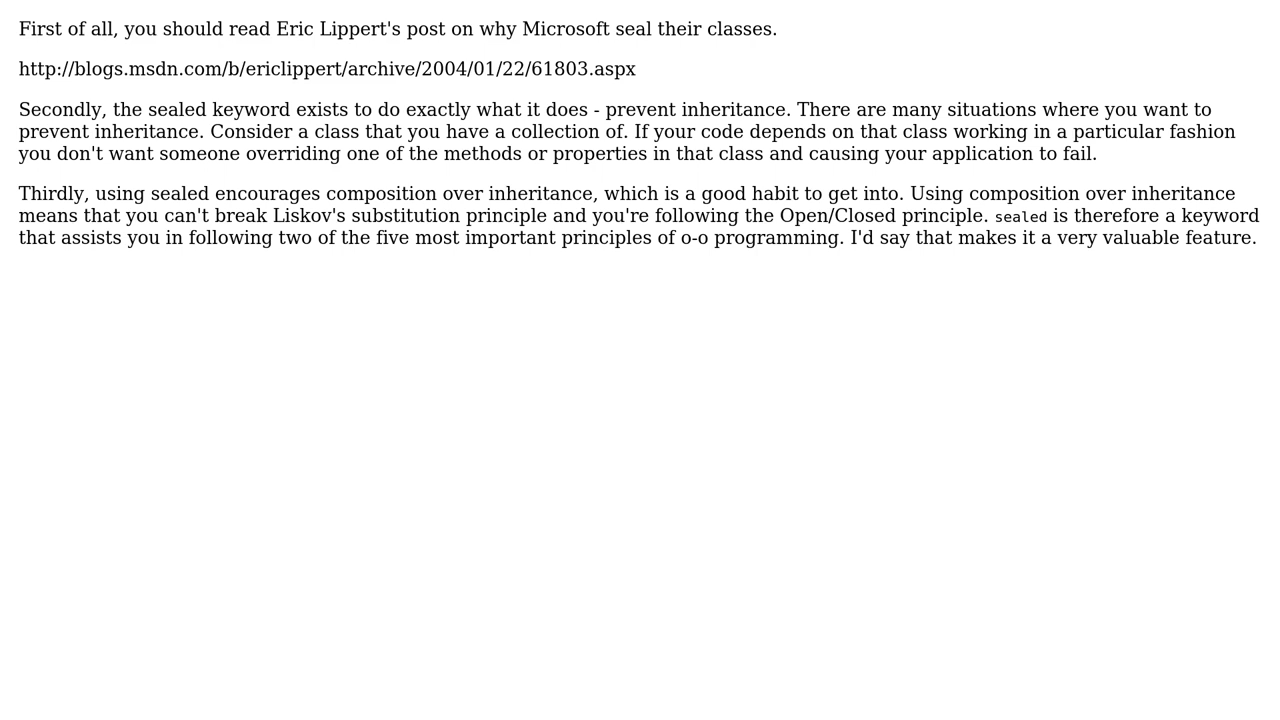 First of all, you should read Eric Lippert's post on why Microsoft seal their classes.
http://blogs.msdn.com/b/ericlippert/archive/2004/01/22/61803.aspx
Secondly, the sealed keyword exists to do exactly what it does - prevent inheritance. There are many situations where you want to
prevent inheritance. Consider a class that you have a collection of. If your code depends on that class working in a particular fashion
you don't want someone overriding one of the methods or properties in that class and causing your application to fail.
Thirdly, using sealed encourages composition over inheritance, which is a good habit to get into. Using composition over inheritance
means that you can't break Liskov's substitution principle and you're following the Open/Closed principle. sealed is therefore a keyword
that assists you in following two of the five most important principles of o-o programming. I'd say that makes it a very valuable feature.